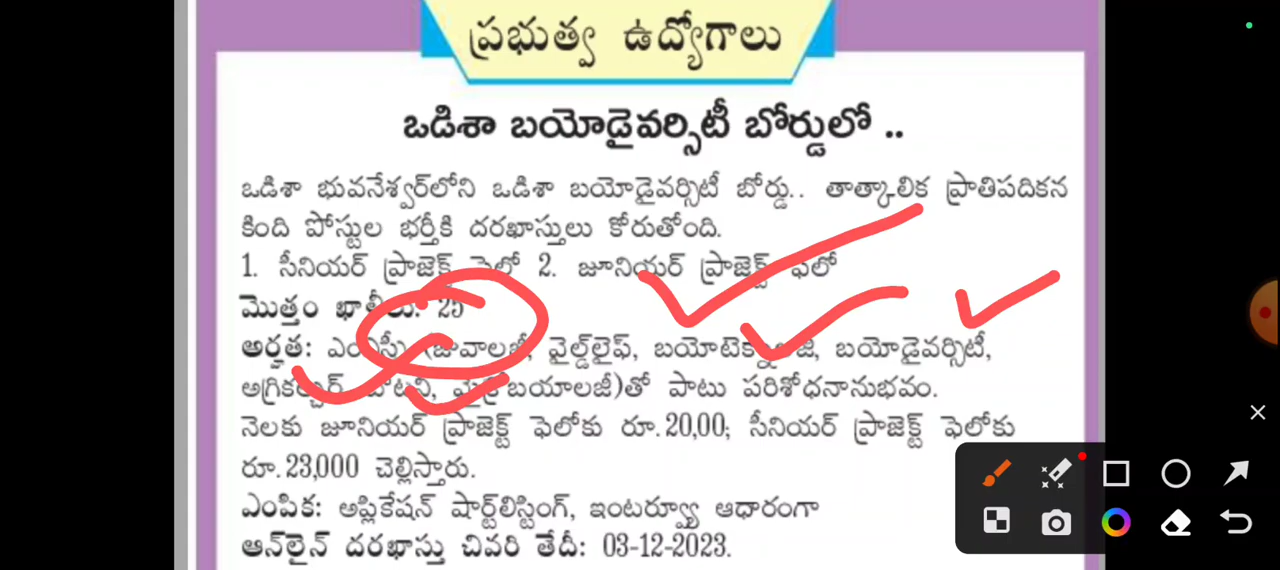 ప్రభుత్వ ఉద్యోగాలు
ఒడిశా బయోడైవర్సిటీ బోర్డులో ..
ఒడిశా భువనేశ్వర్‌లోని ఒడిశా బయోడైవర్సిటీ బోర్డు.. తాత్కాలిక ప్రాతిపదికన
కింది పోస్టుల భర్తీకి దరఖాస్తులు కోరుతోంది.
1. సీనియర్ ప్రాజెక్ట్ ఫెలో 2. జూనియర్ ప్రాజెక్ట్ ఫెలో
మొత్తం ఖాళీలు: 25
అర్హత: ఎంఎస్సీ (జువాలజీ, వైల్డ్‌లైఫ్, బయోటెక్నాలజీ, బయోడైవర్సిటీ,
అగ్రికల్చర్ బోటనీ, మైక్రోబయాలజీ)తో పాటు పరిశోధనానుభవం.
నెలకు జూనియర్ ప్రాజెక్ట్ ఫెలోకు రూ.20,00; సీనియర్ ప్రాజెక్ట్ ఫెలోకు
రూ.23,000 చెల్లిస్తారు.
ఎంపిక: అప్లికేషన్ షార్ట్‌లిస్టింగ్, ఇంటర్వ్యూ ఆధారంగా
ఆన్‌లైన్ దరఖాస్తు చివరి తేదీ: 03-12-2023.